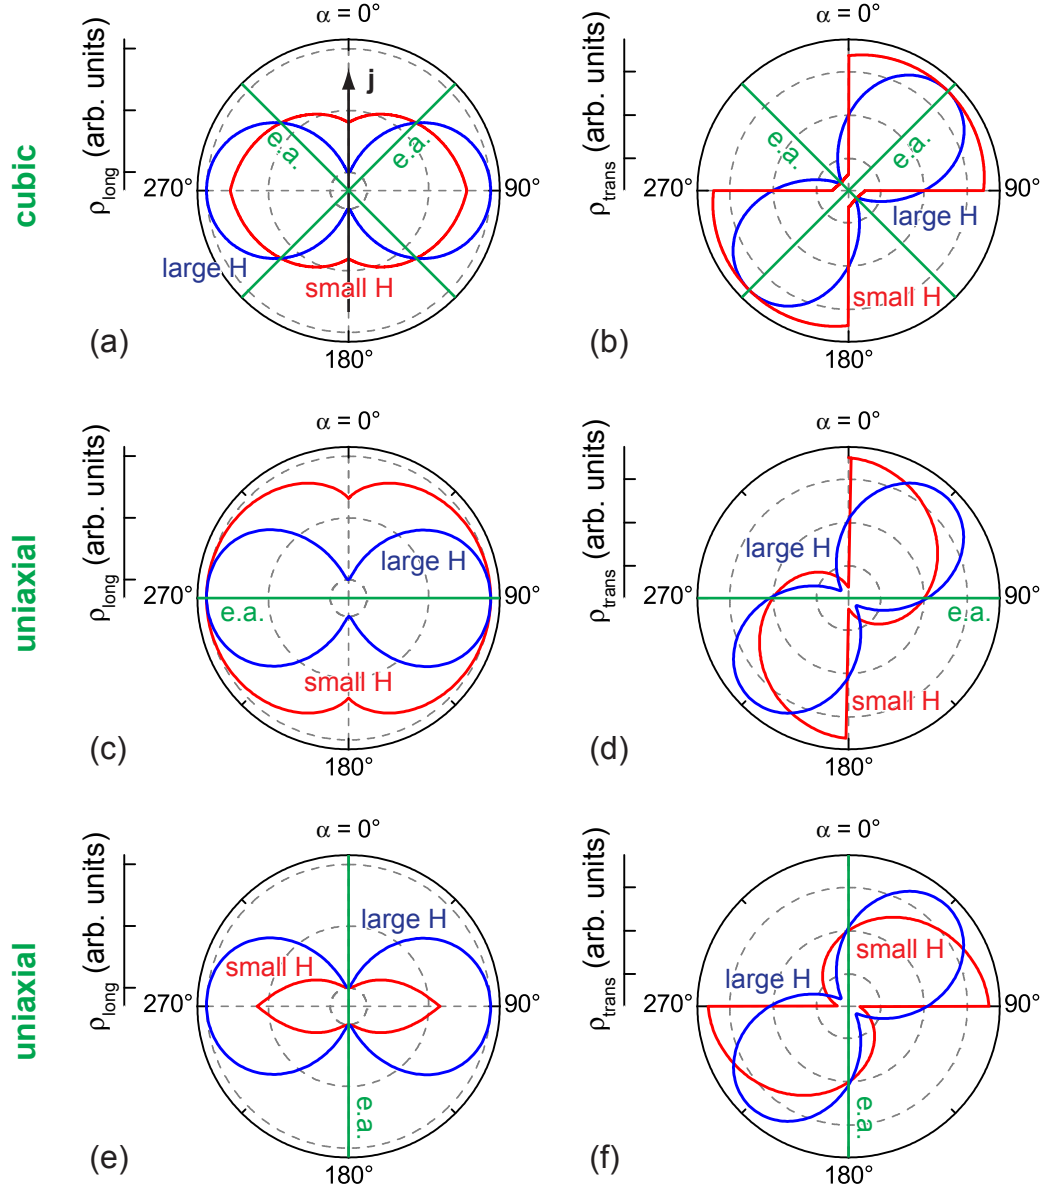 cubic
α = 0°
ρlong (arb. units)
j
e.a.
e.a.
270°
90°
large H
small H
(a)
180°
α = 0°
ρtrans (arb. units)
e.a.
e.a.
270°
90°
large H
small H
(b)
180°
uniaxial
α = 0°
ρlong (arb. units)
large H
270°
90°
e.a.
small H
(c)
180°
α = 0°
ρtrans (arb. units)
large H
270°
90°
e.a.
small H
(d)
180°
uniaxial
α = 0°
ρlong (arb. units)
large H
small H
270°
90°
e.a.
(e)
180°
α = 0°
ρtrans (arb. units)
small H
large H
270°
90°
e.a.
(f)
180°